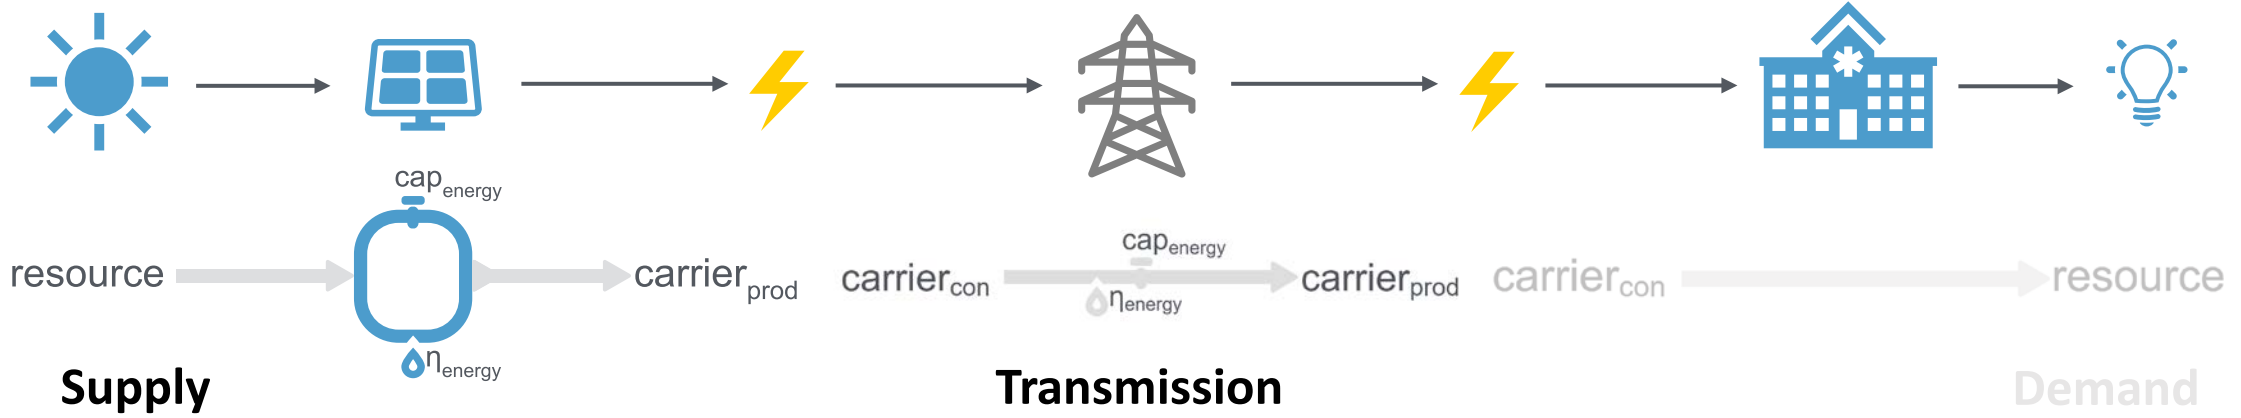 cap energy
resource
carrier prod
η energy
Supply
cap energy
carrier con
carrier prod
η energy
Transmission
carrier con
resource
Demand